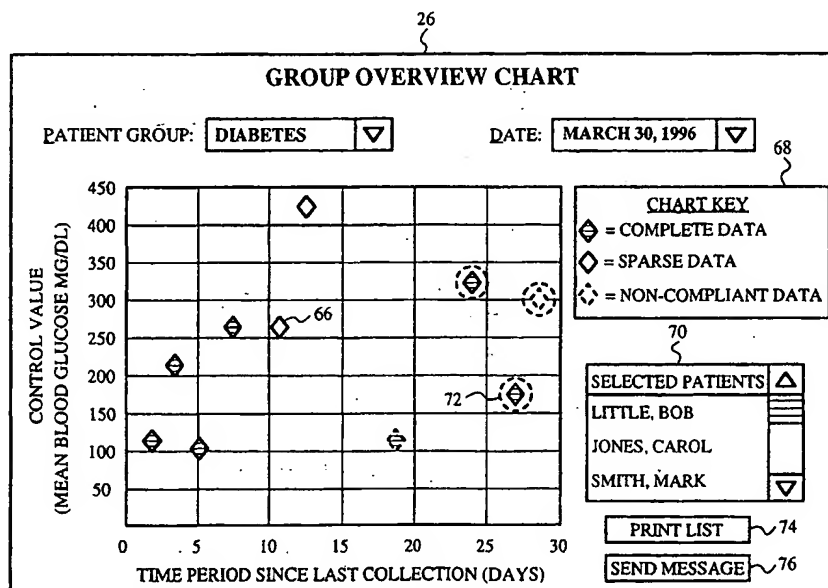 26
GROUP OVERVIEW CHART
PATIENT GROUP: DIABETES
DATE: MARCH 30, 1996
68
CHART KEY
= COMPLETE DATA
= SPARSE DATA
= NON-COMPLIANT DATA
CONTROL VALUE
(MEAN BLOOD GLUCOSE MG/DL)
450
400
350
300
250
200
150
100
50
66
72
0 5 10 15 20 25 30
TIME PERIOD SINCE LAST COLLECTION (DAYS)
70
SELECTED PATIENTS
LITTLE, BOB
JONES, CAROL
SMITH, MARK
PRINT LIST
74
SEND MESSAGE
76